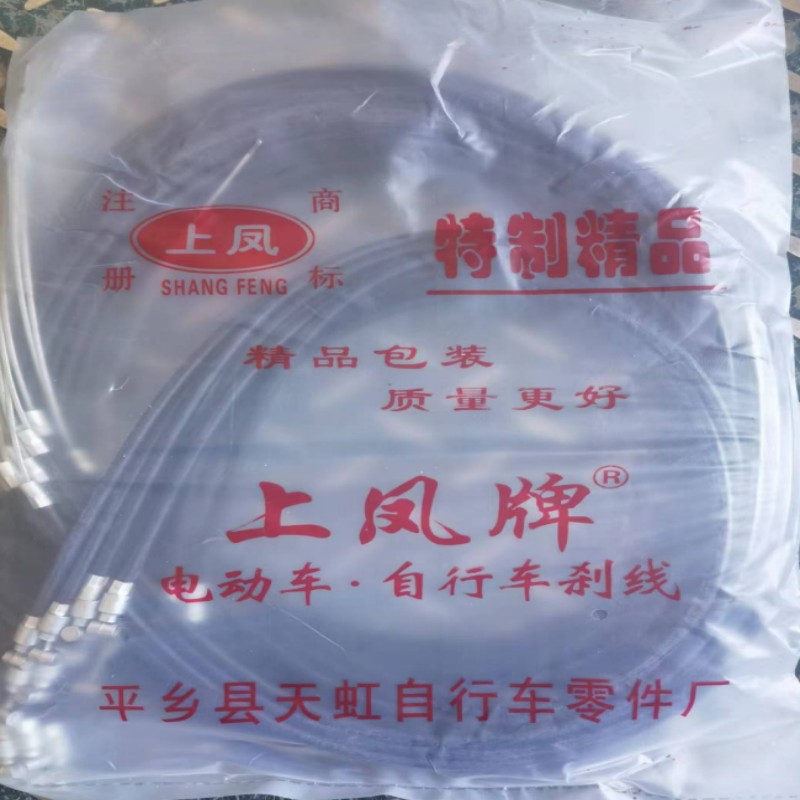 注 商
上凤
册 标
SHANG FENG
特制精品
精品包装
质量更好
上凤牌®
电动车·自行车刹线
平乡县天虹自行车零件厂